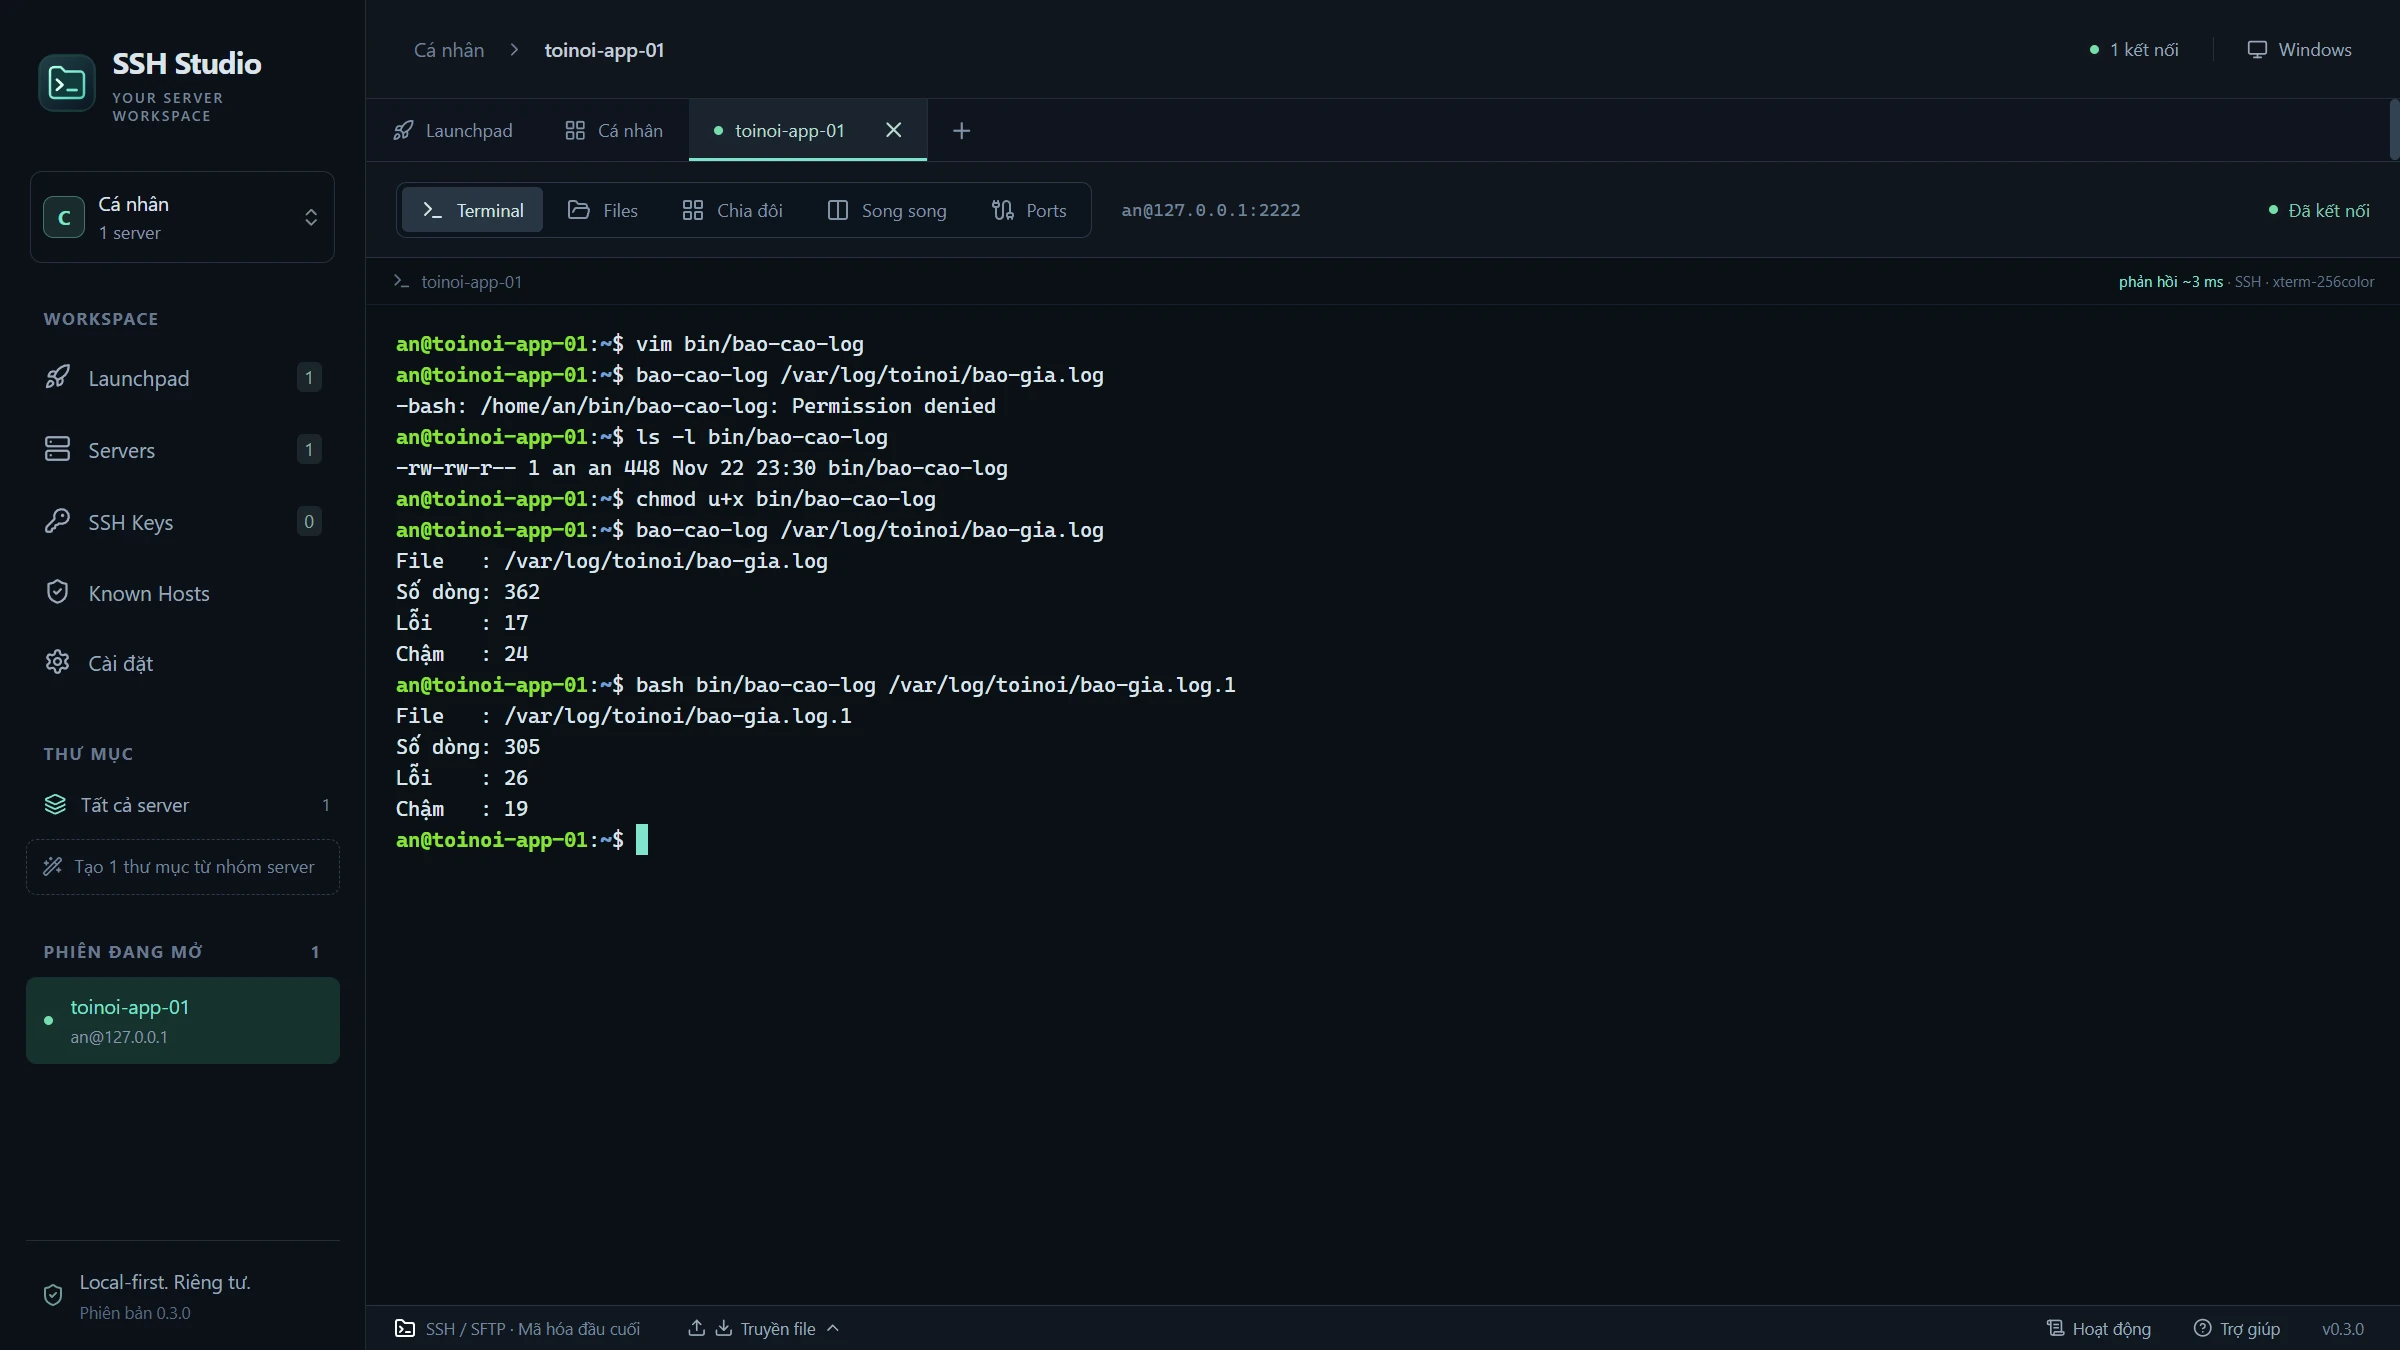 SSH Studio
YOUR SERVER
WORKSPACE
C
Cá nhân
1 server
WORKSPACE
Launchpad 1
Servers 1
SSH Keys 0
Known Hosts
Cài đặt
THƯ MỤC
Tất cả server 1
Tạo 1 thư mục từ nhóm server
PHIÊN ĐANG MỞ 1
toinoi-app-01
an@127.0.0.1
Local-first. Riêng tư.
Phiên bản 0.3.0
Cá nhân > toinoi-app-01
1 kết nối
Windows
Launchpad
Cá nhân
toinoi-app-01
Terminal
Files
Chia đôi
Song song
Ports
an@127.0.0.1:2222
Đã kết nối
toinoi-app-01
phản hồi ~3 ms · SSH · xterm-256color
an@toinoi-app-01:~$ vim bin/bao-cao-log
an@toinoi-app-01:~$ bao-cao-log /var/log/toinoi/bao-gia.log
-bash: /home/an/bin/bao-cao-log: Permission denied
an@toinoi-app-01:~$ ls -l bin/bao-cao-log
-rw-rw-r-- 1 an an 448 Nov 22 23:30 bin/bao-cao-log
an@toinoi-app-01:~$ chmod u+x bin/bao-cao-log
an@toinoi-app-01:~$ bao-cao-log /var/log/toinoi/bao-gia.log
File   : /var/log/toinoi/bao-gia.log
Số dòng: 362
Lỗi    : 17
Chậm   : 24
an@toinoi-app-01:~$ bash bin/bao-cao-log /var/log/toinoi/bao-gia.log.1
File   : /var/log/toinoi/bao-gia.log.1
Số dòng: 305
Lỗi    : 26
Chậm   : 19
an@toinoi-app-01:~$
SSH / SFTP · Mã hóa đầu cuối
Truyền file
Hoạt động
Trợ giúp
v0.3.0